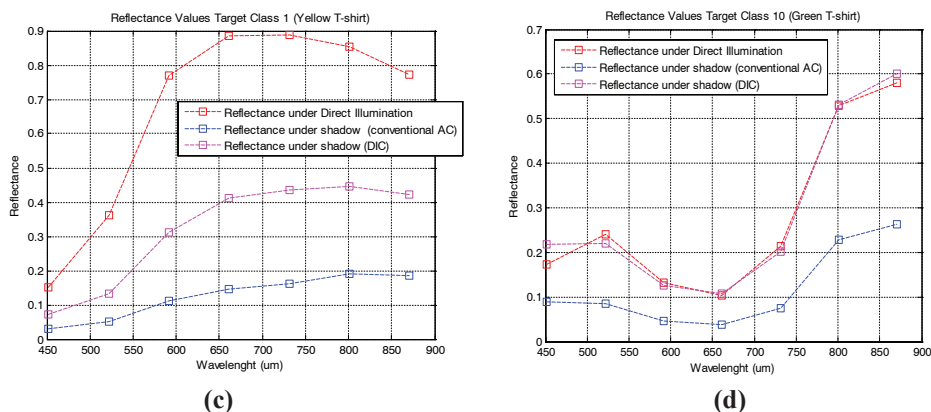 Reflectance Values Target Class 1 (Yellow T-shirt)
0.9
0.8
0.7
0.6
0.5
0.4
0.3
0.2
0.1
0
Reflectance
Reflectance under Direct Illumination
Reflectance under shadow (conventional AC)
Reflectance under shadow (DIC)
450 500 550 600 650 700 750 800 850 900
Wavelenght (um)
(c)
Reflectance Values Target Class 10 (Green T-shirt)
0.7
0.6
0.5
0.4
0.3
0.2
0.1
0
Reflectance
Reflectance under Direct Illumination
Reflectance under shadow (conventional AC)
Reflectance under shadow (DIC)
450 500 550 600 650 700 750 800 850 900
Wavelenght (um)
(d)